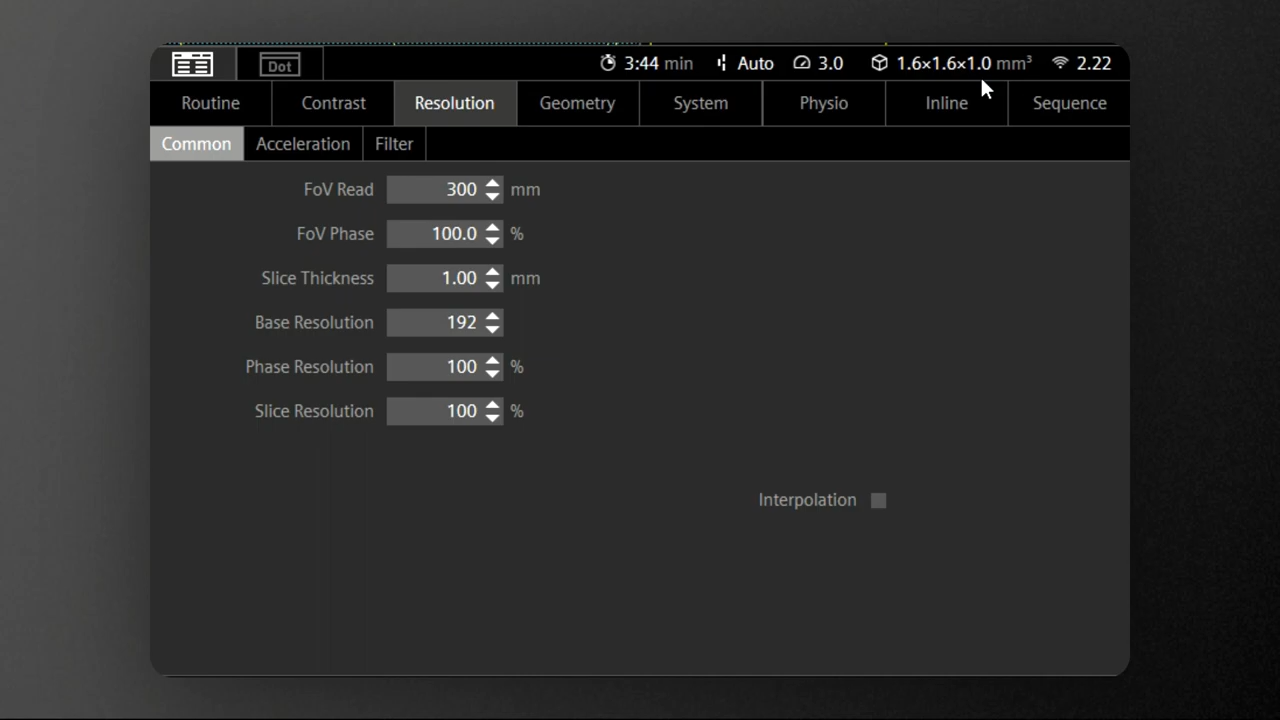 Dot 3:44 min Auto 3.0 1.6×1.6×1.0 mm³ 2.22
Routine Contrast Resolution Geometry System Physio Inline Sequence
Common Acceleration Filter
FoV Read 300 mm
FoV Phase 100.0 %
Slice Thickness 1.00 mm
Base Resolution 192
Phase Resolution 100 %
Slice Resolution 100 %
Interpolation